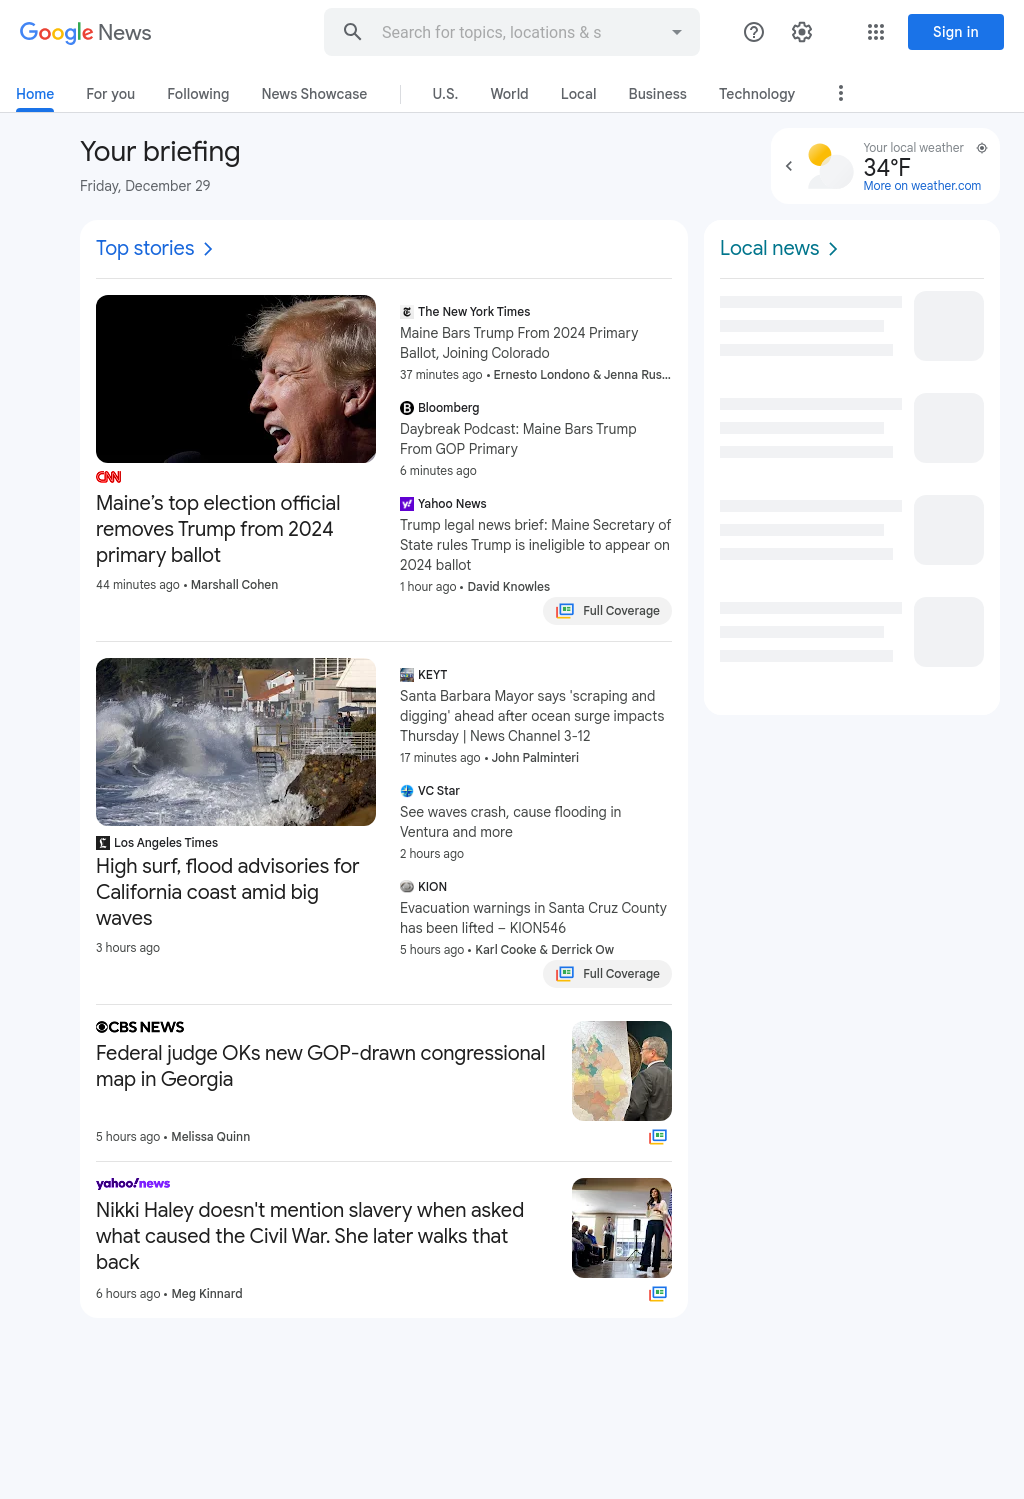 Google News
Search for topics, locations & s
Sign in
Home
For you
Following
News Showcase
U.S.
World
Local
Business
Technology
Your briefing
Friday, December 29
Your local weather
34°F
More on weather.com
Top stories
CNN
Maine’s top election official
removes Trump from 2024
primary ballot
44 minutes ago • Marshall Cohen
The New York Times
Maine Bars Trump From 2024 Primary
Ballot, Joining Colorado
37 minutes ago • Ernesto Londono & Jenna Rus...
Bloomberg
Daybreak Podcast: Maine Bars Trump
From GOP Primary
6 minutes ago
Yahoo News
Trump legal news brief: Maine Secretary of
State rules Trump is ineligible to appear on
2024 ballot
1 hour ago • David Knowles
Full Coverage
Los Angeles Times
High surf, flood advisories for
California coast amid big
waves
3 hours ago
KEYT
Santa Barbara Mayor says 'scraping and
digging' ahead after ocean surge impacts
Thursday | News Channel 3-12
17 minutes ago • John Palminteri
VC Star
See waves crash, cause flooding in
Ventura and more
2 hours ago
KION
Evacuation warnings in Santa Cruz County
has been lifted – KION546
5 hours ago • Karl Cooke & Derrick Ow
Full Coverage
CBS NEWS
Federal judge OKs new GOP-drawn congressional
map in Georgia
5 hours ago • Melissa Quinn
yahoo!news
Nikki Haley doesn't mention slavery when asked
what caused the Civil War. She later walks that
back
6 hours ago • Meg Kinnard
Local news